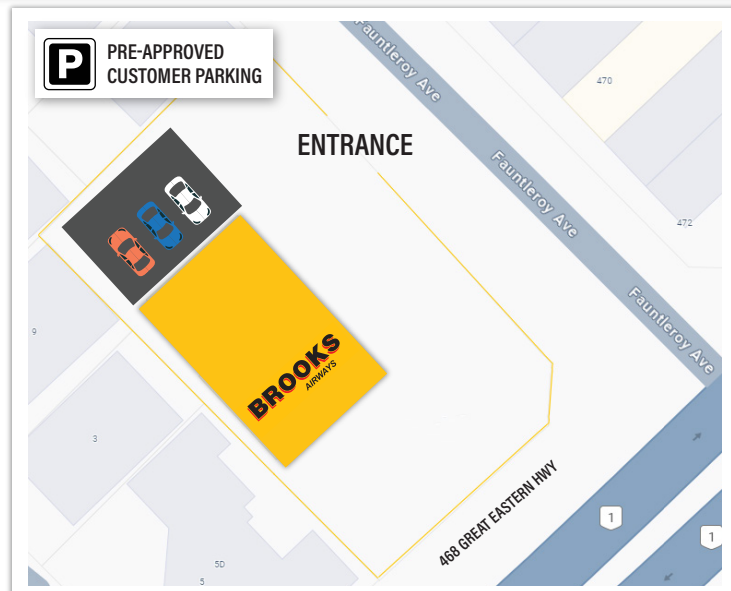 P
PRE-APPROVED
CUSTOMER PARKING
Fauntleroy Ave
470
ENTRANCE
Fauntleroy Ave
472
Fauntleroy Ave
9
BROOKS
AIRWAYS
3
468 GREAT EASTERN HWY
1
1
5D
5